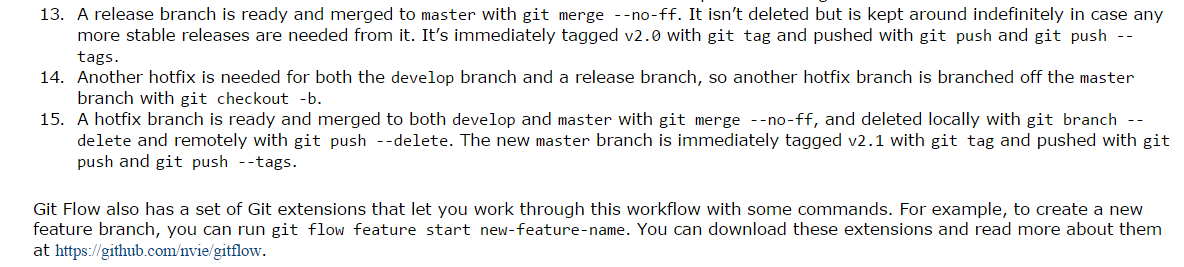 13. A release branch is ready and merged to master with git merge --no-ff. It isn’t deleted but is kept around indefinitely in case any
more stable releases are needed from it. It’s immediately tagged v2.0 with git tag and pushed with git push and git push --
tags.
14. Another hotfix is needed for both the develop branch and a release branch, so another hotfix branch is branched off the master
branch with git checkout -b.
15. A hotfix branch is ready and merged to both develop and master with git merge --no-ff, and deleted locally with git branch --
delete and remotely with git push --delete. The new master branch is immediately tagged v2.1 with git tag and pushed with git
push and git push --tags.
Git Flow also has a set of Git extensions that let you work through this workflow with some commands. For example, to create a new
feature branch, you can run git flow feature start new-feature-name. You can download these extensions and read more about them
at https://github.com/nvie/gitflow.